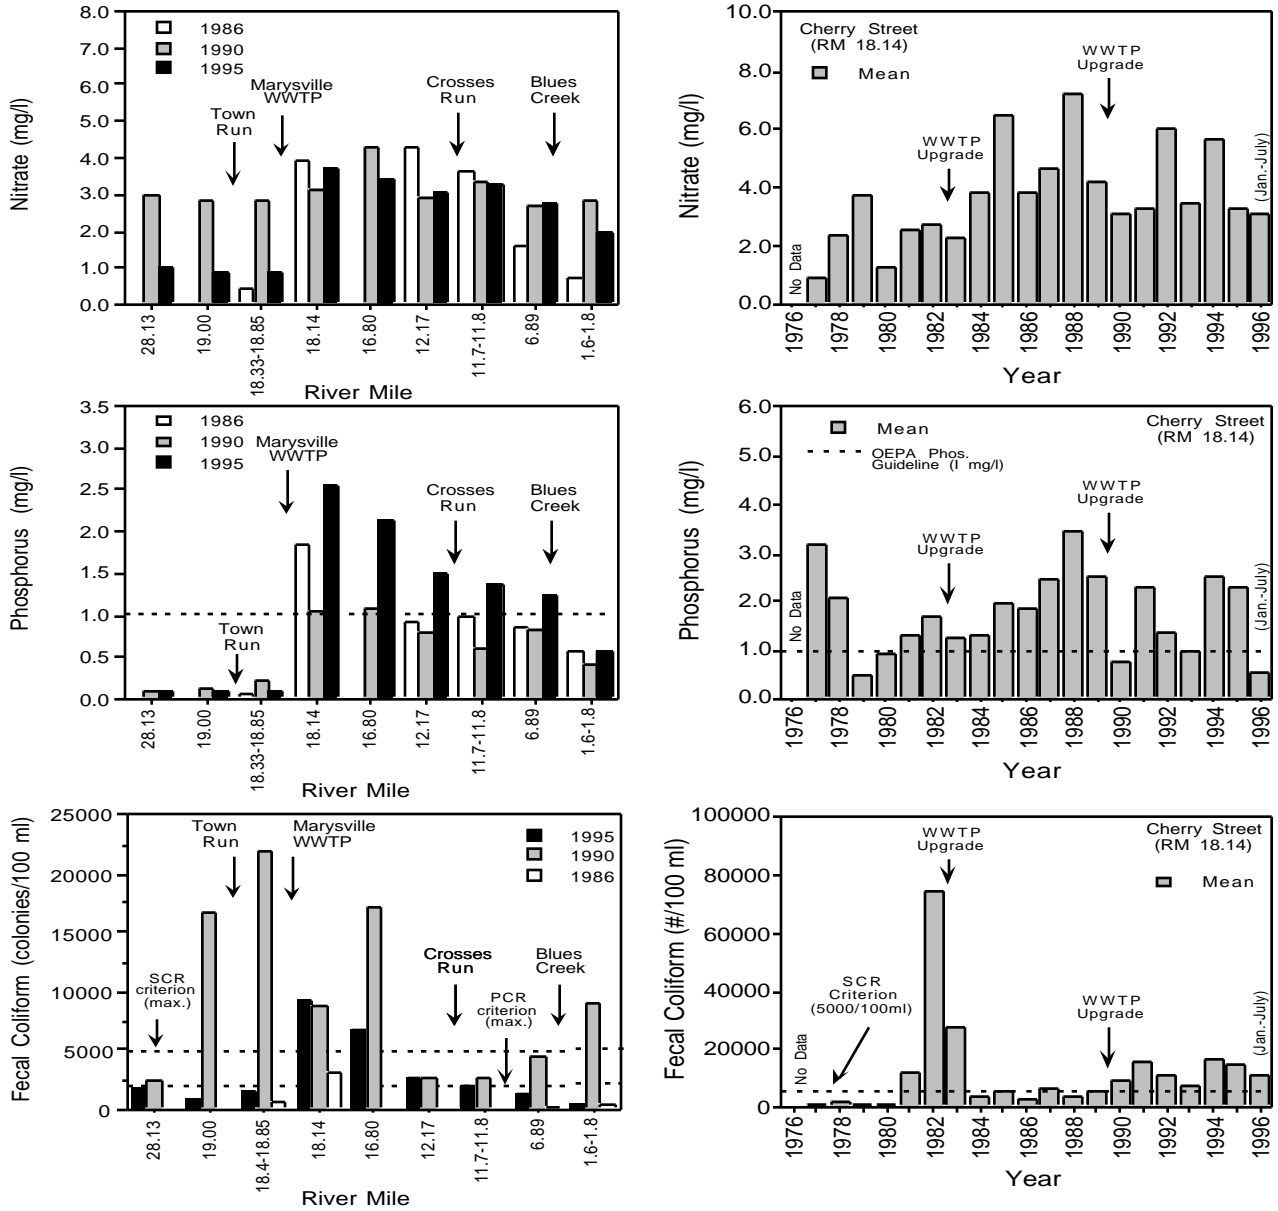 8.0
7.0
6.0
5.0
4.0
3.0
2.0
1.0
0.0
Nitrate (mg/l)
1986
1990
1995
Town
Run
Marysville
WWTP
Crosses
Run
Blues
Creek
28.13
19.00
18.33-18.85
18.14
16.80
12.17
11.7-11.8
6.89
1.6-1.8
River Mile
10.0
8.0
6.0
4.0
2.0
0.0
Nitrate (mg/l)
Cherry Street
(RM 18.14)
Mean
WWTP
Upgrade
WWTP
Upgrade
No Data
(Jan.-July)
1976
1978
1980
1982
1984
1986
1988
1990
1992
1994
1996
Year
3.5
3.0
2.5
2.0
1.5
1.0
0.5
0.0
Phosphorus (mg/l)
1986
1990
1995
Marysville
WWTP
Town
Run
Crosses
Run
Blues
Creek
28.13
19.00
18.33-18.85
18.14
16.80
12.17
11.7-11.8
6.89
1.6-1.8
River Mile
6.0
5.0
4.0
3.0
2.0
1.0
0.0
Phosphorus (mg/l)
Mean
OEPA Phos.
Guideline (l mg/l)
Cherry Street
(RM 18.14)
WWTP
Upgrade
WWTP
Upgrade
No Data
(Jan.-July)
1976
1978
1980
1982
1984
1986
1988
1990
1992
1994
1996
Year
25000
20000
15000
10000
5000
0
Fecal Coliform (colonies/100 ml)
Town
Run
Marysville
WWTP
1995
1990
1986
SCR
criterion
(max.)
Crosses
Run
PCR
criterion
(max.)
Blues
Creek
28.13
19.00
18.4-18.85
18.14
16.80
12.17
11.7-11.8
6.89
1.6-1.8
River Mile
100000
80000
60000
40000
20000
0
Fecal Coliform (#/100 ml)
WWTP
Upgrade
Cherry Street
(RM 18.14)
Mean
SCR
Criterion
(5000/100ml)
WWTP
Upgrade
No Data
(Jan.-July)
1976
1978
1980
1982
1984
1986
1988
1990
1992
1994
1996
Year